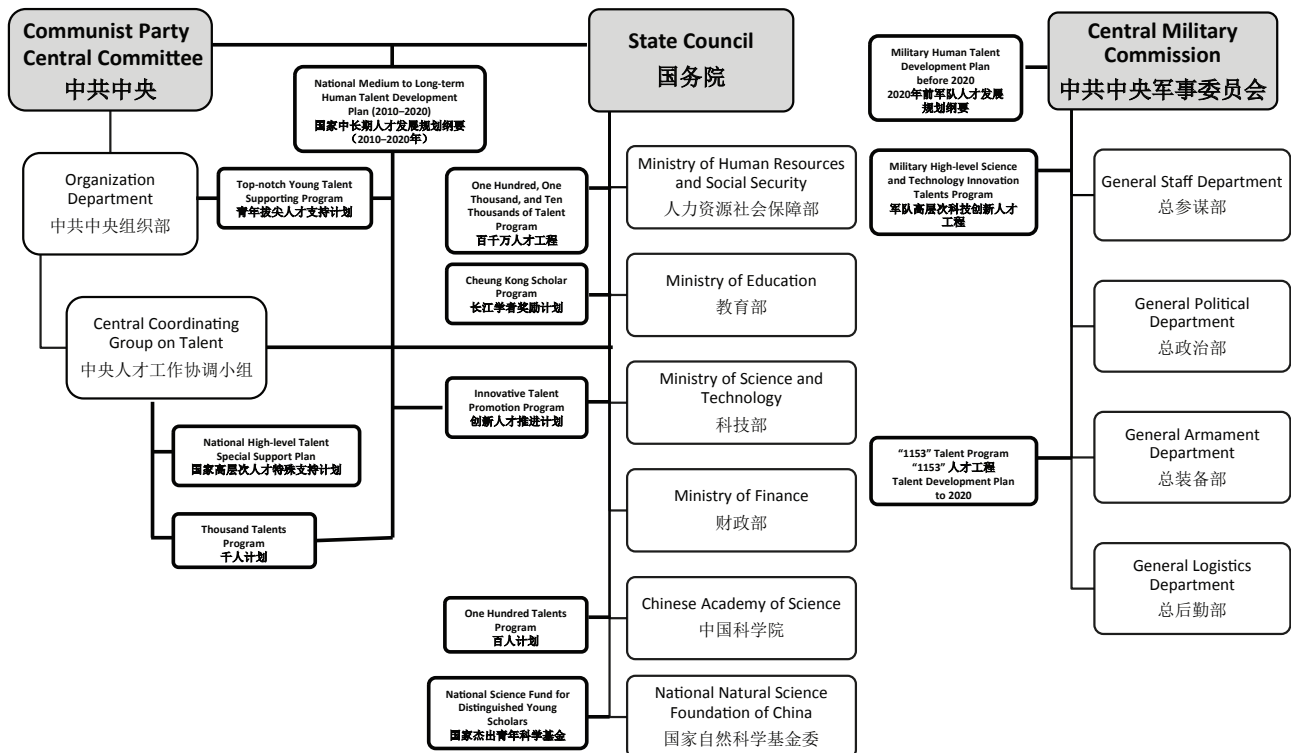 Communist Party
Central Committee
中共中央
State Council
国务院
Central Military
Commission
中共中央军事委员会
National Medium to Long-term
Human Talent Development
Plan (2010–2020)
国家中长期人才发展规划纲要
（2010–2020年）
Military Human Talent
Development Plan
before 2020
2020年前军队人才发展
规划纲要
Organization
Department
中共中央组织部
Top-notch Young Talent
Supporting Program
青年拔尖人才支持计划
Central Coordinating
Group on Talent
中央人才工作协调小组
National High-level Talent
Special Support Plan
国家高层次人才特殊支持计划
Thousand Talents
Program
千人计划
One Hundred, One
Thousand, and Ten
Thousands of Talent
Program
百千万人才工程
Ministry of Human Resources
and Social Security
人力资源社会保障部
Cheung Kong Scholar
Program
长江学者奖励计划
Ministry of Education
教育部
Innovative Talent
Promotion Program
创新人才推进计划
Ministry of Science and
Technology
科技部
Ministry of Finance
财政部
One Hundred Talents
Program
百人计划
Chinese Academy of Science
中国科学院
National Science Fund for
Distinguished Young
Scholars
国家杰出青年科学基金
National Natural Science
Foundation of China
国家自然科学基金委
Military High-level Science
and Technology Innovation
Talents Program
军队高层次科技创新人才
工程
General Staff Department
总参谋部
General Political
Department
总政治部
“1153” Talent Program
“1153” 人才工程
Talent Development Plan
to 2020
General Armament
Department
总装备部
General Logistics
Department
总后勤部